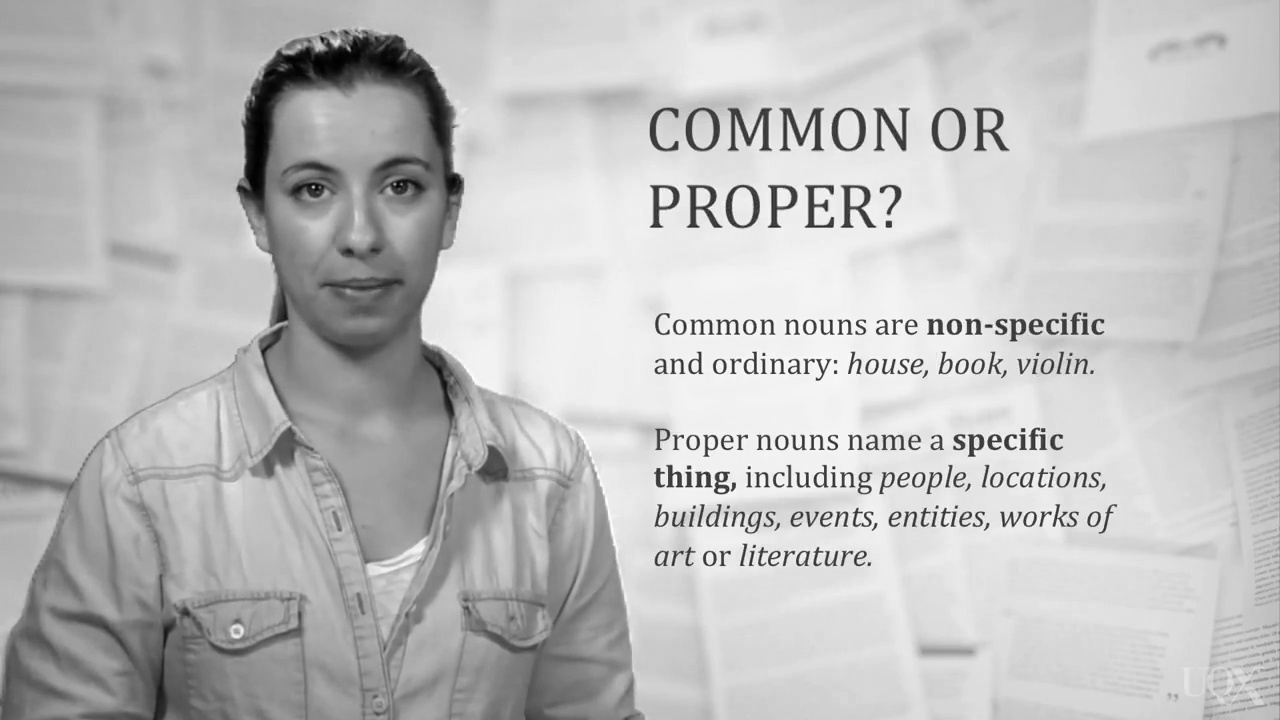 COMMON OR
PROPER?
Common nouns are non-specific
and ordinary: house, book, violin.
Proper nouns name a specific
thing, including people, locations,
buildings, events, entities, works of
art or literature.
UQX